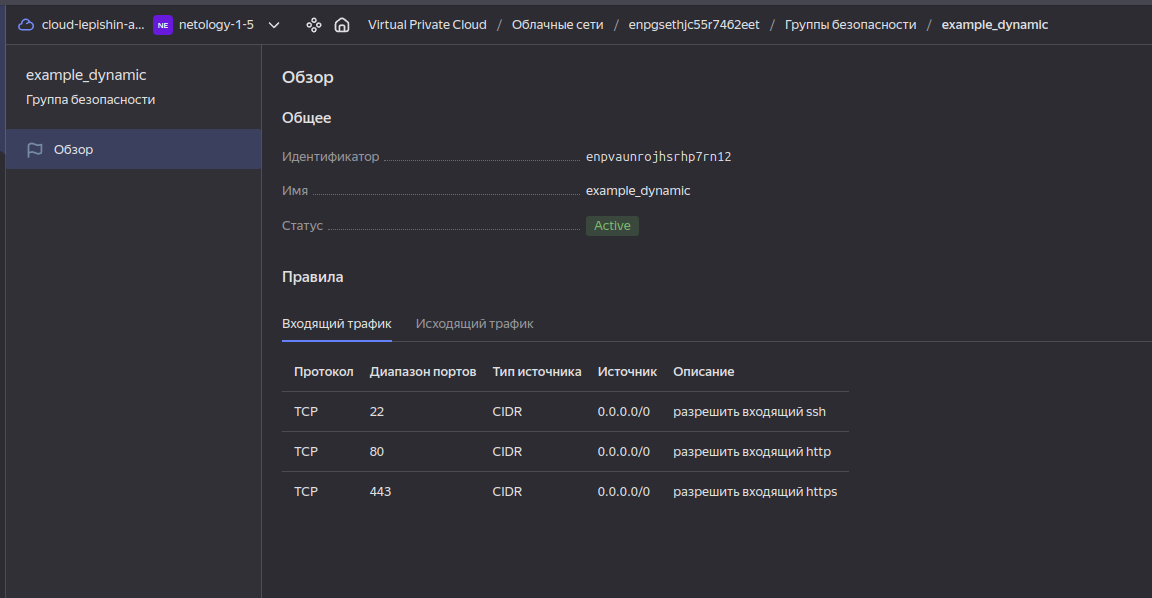 cloud-lepishin-a... NE netology-1-5 Virtual Private Cloud / Облачные сети / enpgsethjc55r7462eet / Группы безопасности / example_dynamic
example_dynamic
Группа безопасности
Обзор
Обзор
Общее
Идентификатор enpvaunrojhsrhp7rn12
Имя example_dynamic
Статус Active
Правила
Входящий трафик Исходящий трафик
Протокол Диапазон портов Тип источника Источник Описание
TCP 22 CIDR 0.0.0.0/0 разрешить входящий ssh
TCP 80 CIDR 0.0.0.0/0 разрешить входящий http
TCP 443 CIDR 0.0.0.0/0 разрешить входящий https